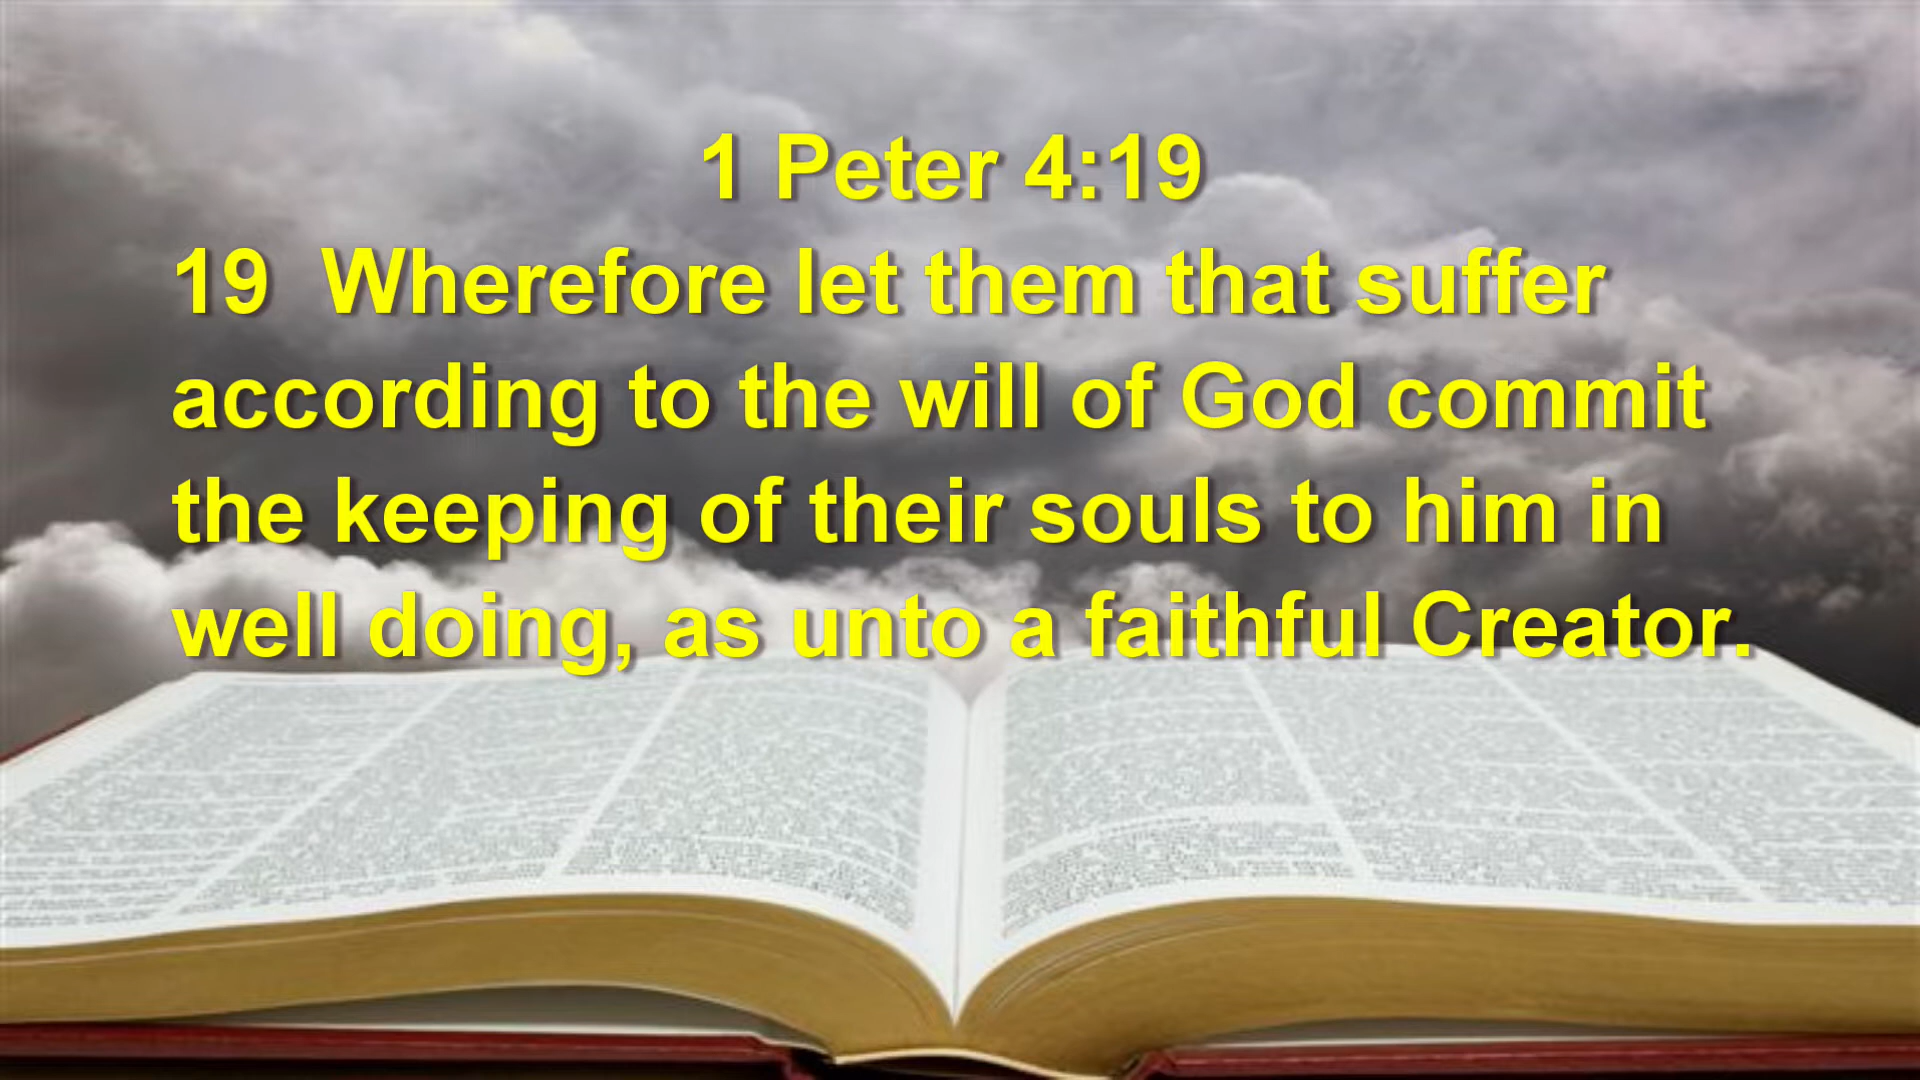 1 Peter 4:19
19  Wherefore let them that suffer
according to the will of God commit
the keeping of their souls to him in
well doing, as unto a faithful Creator.